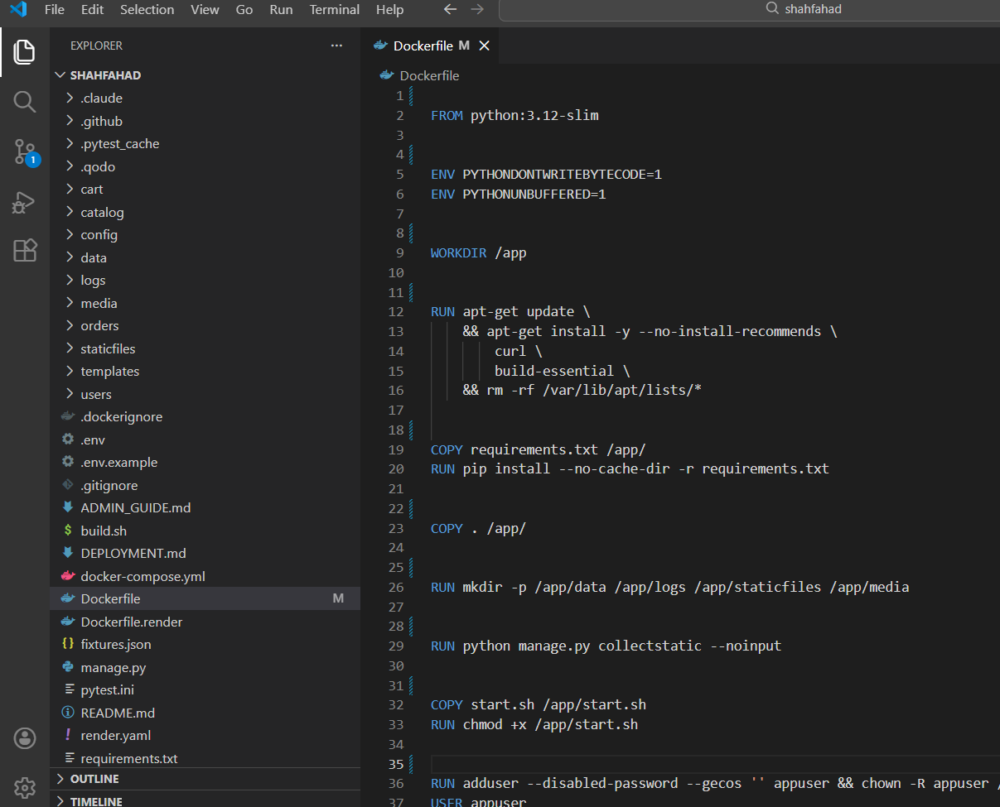 File Edit Selection View Go Run Terminal Help
shahfahad
EXPLORER
SHAHFAHAD
.claude
.github
.pytest_cache
.qodo
cart
catalog
config
data
logs
media
orders
staticfiles
templates
users
.dockerignore
.env
.env.example
.gitignore
ADMIN_GUIDE.md
build.sh
DEPLOYMENT.md
docker-compose.yml
Dockerfile M
Dockerfile.render
fixtures.json
manage.py
pytest.ini
README.md
render.yaml
requirements.txt
OUTLINE
TIMELINE
1
Dockerfile M
Dockerfile
1
2 FROM python:3.12-slim
3
4
5 ENV PYTHONDONTWRITEBYTECODE=1
6 ENV PYTHONUNBUFFERED=1
7
8
9 WORKDIR /app
10
11
12 RUN apt-get update \
13 && apt-get install -y --no-install-recommends \
14 curl \
15 build-essential \
16 && rm -rf /var/lib/apt/lists/*
17
18
19 COPY requirements.txt /app/
20 RUN pip install --no-cache-dir -r requirements.txt
21
22
23 COPY . /app/
24
25
26 RUN mkdir -p /app/data /app/logs /app/staticfiles /app/media
27
28
29 RUN python manage.py collectstatic --noinput
30
31
32 COPY start.sh /app/start.sh
33 RUN chmod +x /app/start.sh
34
35
36 RUN adduser --disabled-password --gecos '' appuser && chown -R appuser /
37 USER appuser